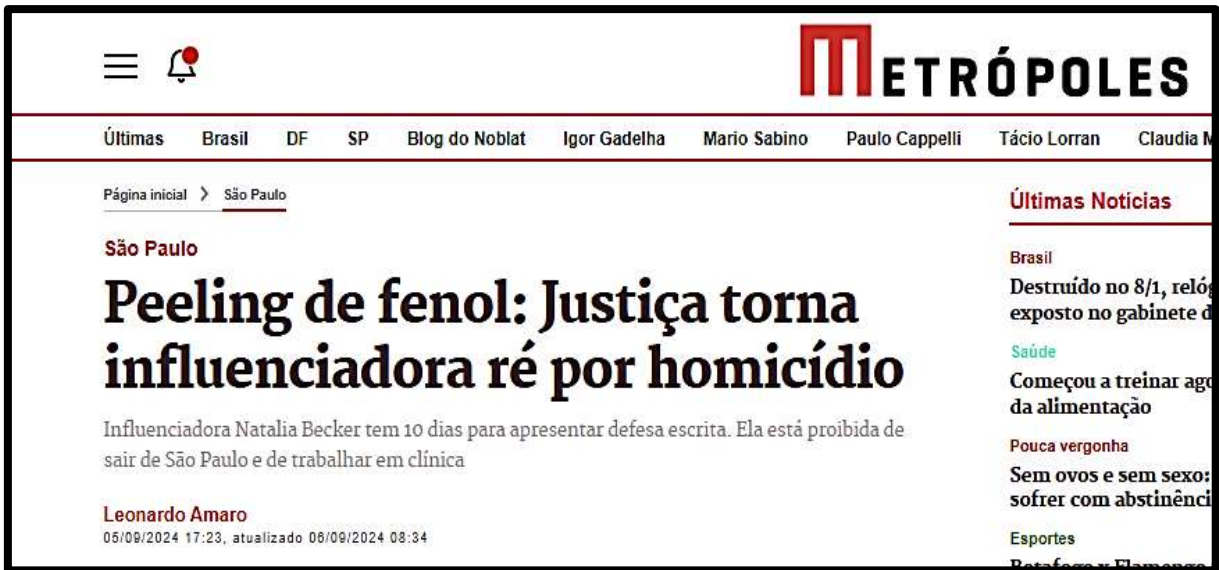 METRÓPOLES
Últimas Brasil DF SP Blog do Noblat Igor Gadelha Mario Sabino Paulo Cappelli Tácio Lorran Claudia
Página inicial > São Paulo
São Paulo
Peeling de fenol: Justiça torna
influenciadora ré por homicídio
Influenciadora Natalia Becker tem 10 dias para apresentar defesa escrita. Ela está proibida de
sair de São Paulo e de trabalhar em clínica
Leonardo Amaro
05/09/2024 17:23, atualizado 06/09/2024 08:34
Últimas Notícias
Brasil
Destruído no 8/1,
exposto no gabinete
Saúde
Começou a treinar
da alimentação
Pouca vergonha
Sem ovos e sem sexo:
sofrer com
Esportes
Botafogo x Flamengo